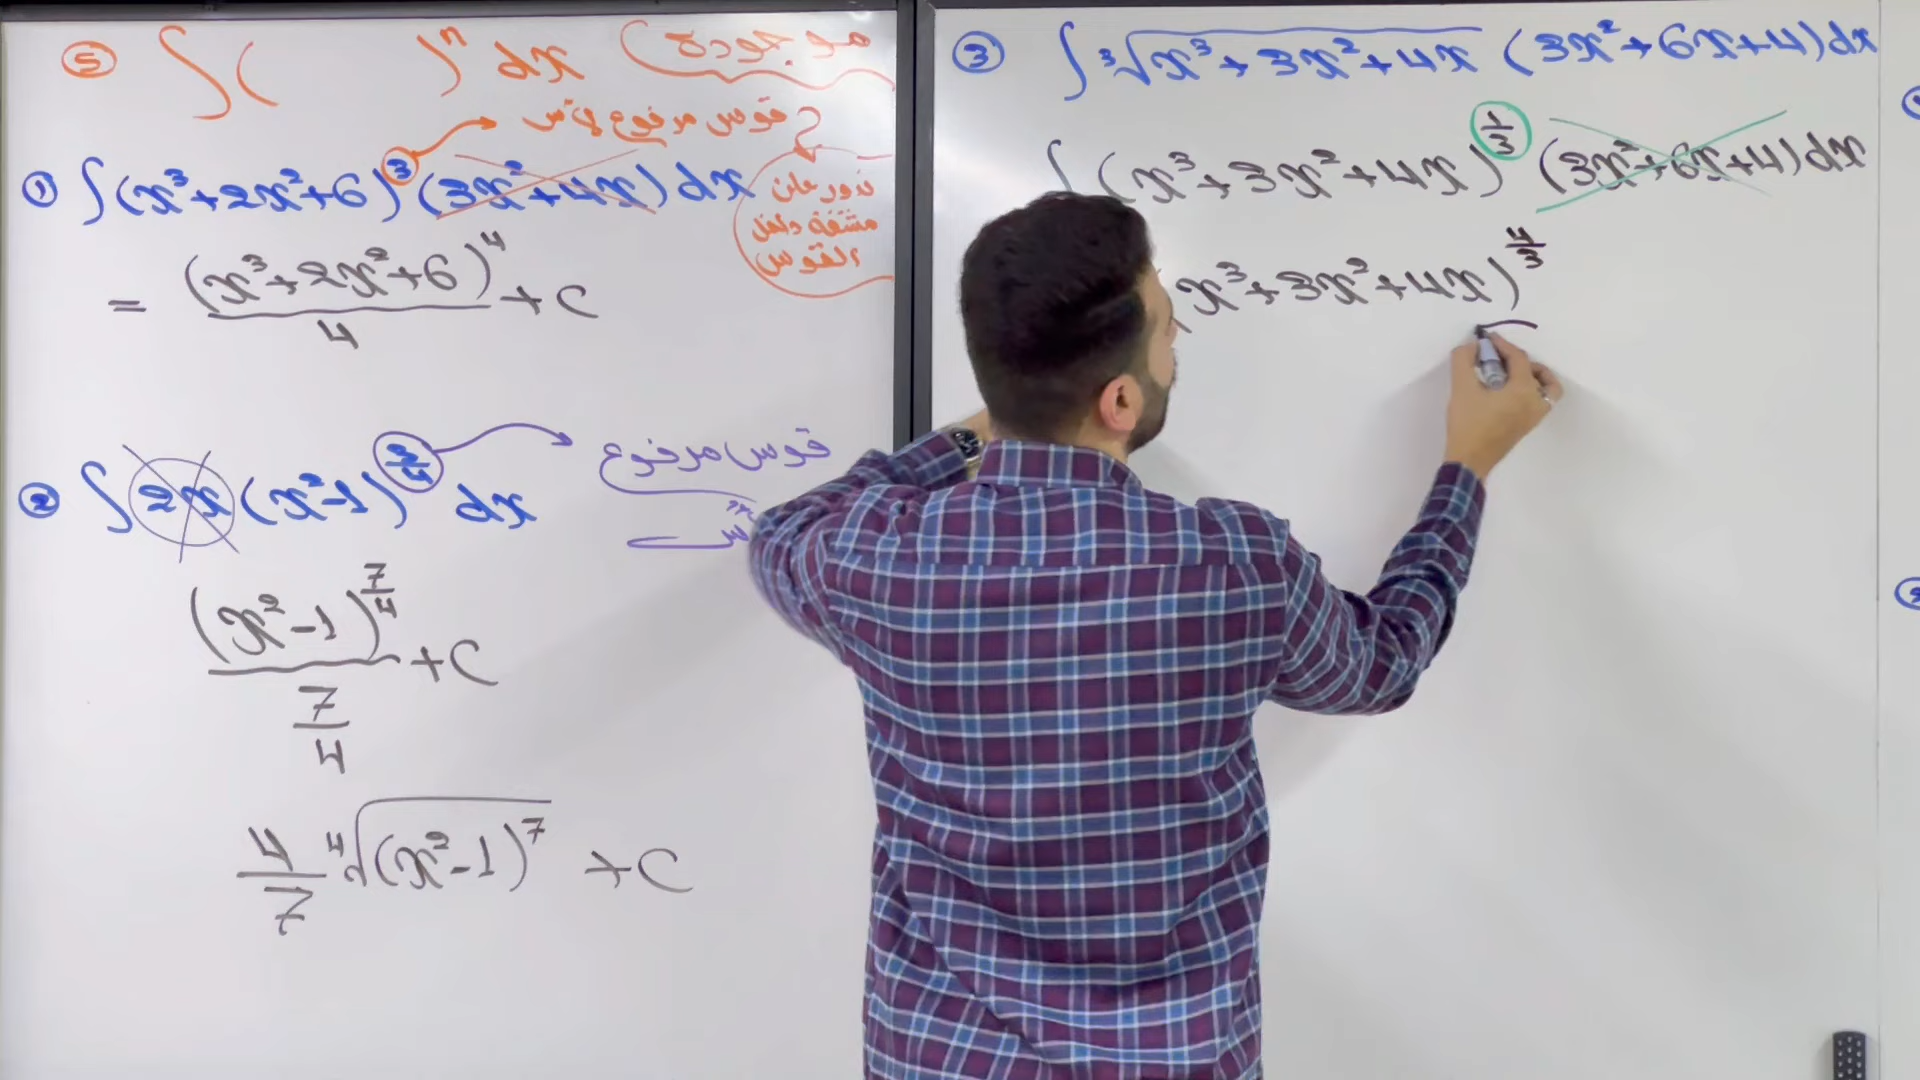 ⑤ ∫( )ⁿ dx موجودة
قوس مرفوع لأس
① ∫(x³+2x²+6)³ (3x²+4x) dx
ندور على
مشتقة داخل
القوس
= (x³+2x²+6)⁴/4 + C
② ∫ 2x (x²-1)^(3/4) dx
قوس مرفوع
لأس
(x²-1)^(7/4) / (7/4) + C
4/7 ⁴√(x²-1)⁷ + C
③ ∫ ³√(x³+3x²+4x) (3x²+6x+4) dx
∫ (x³+3x²+4x)^(1/3) (3x²+6x+4) dx
(x³+3x²+4x)^(4/3)